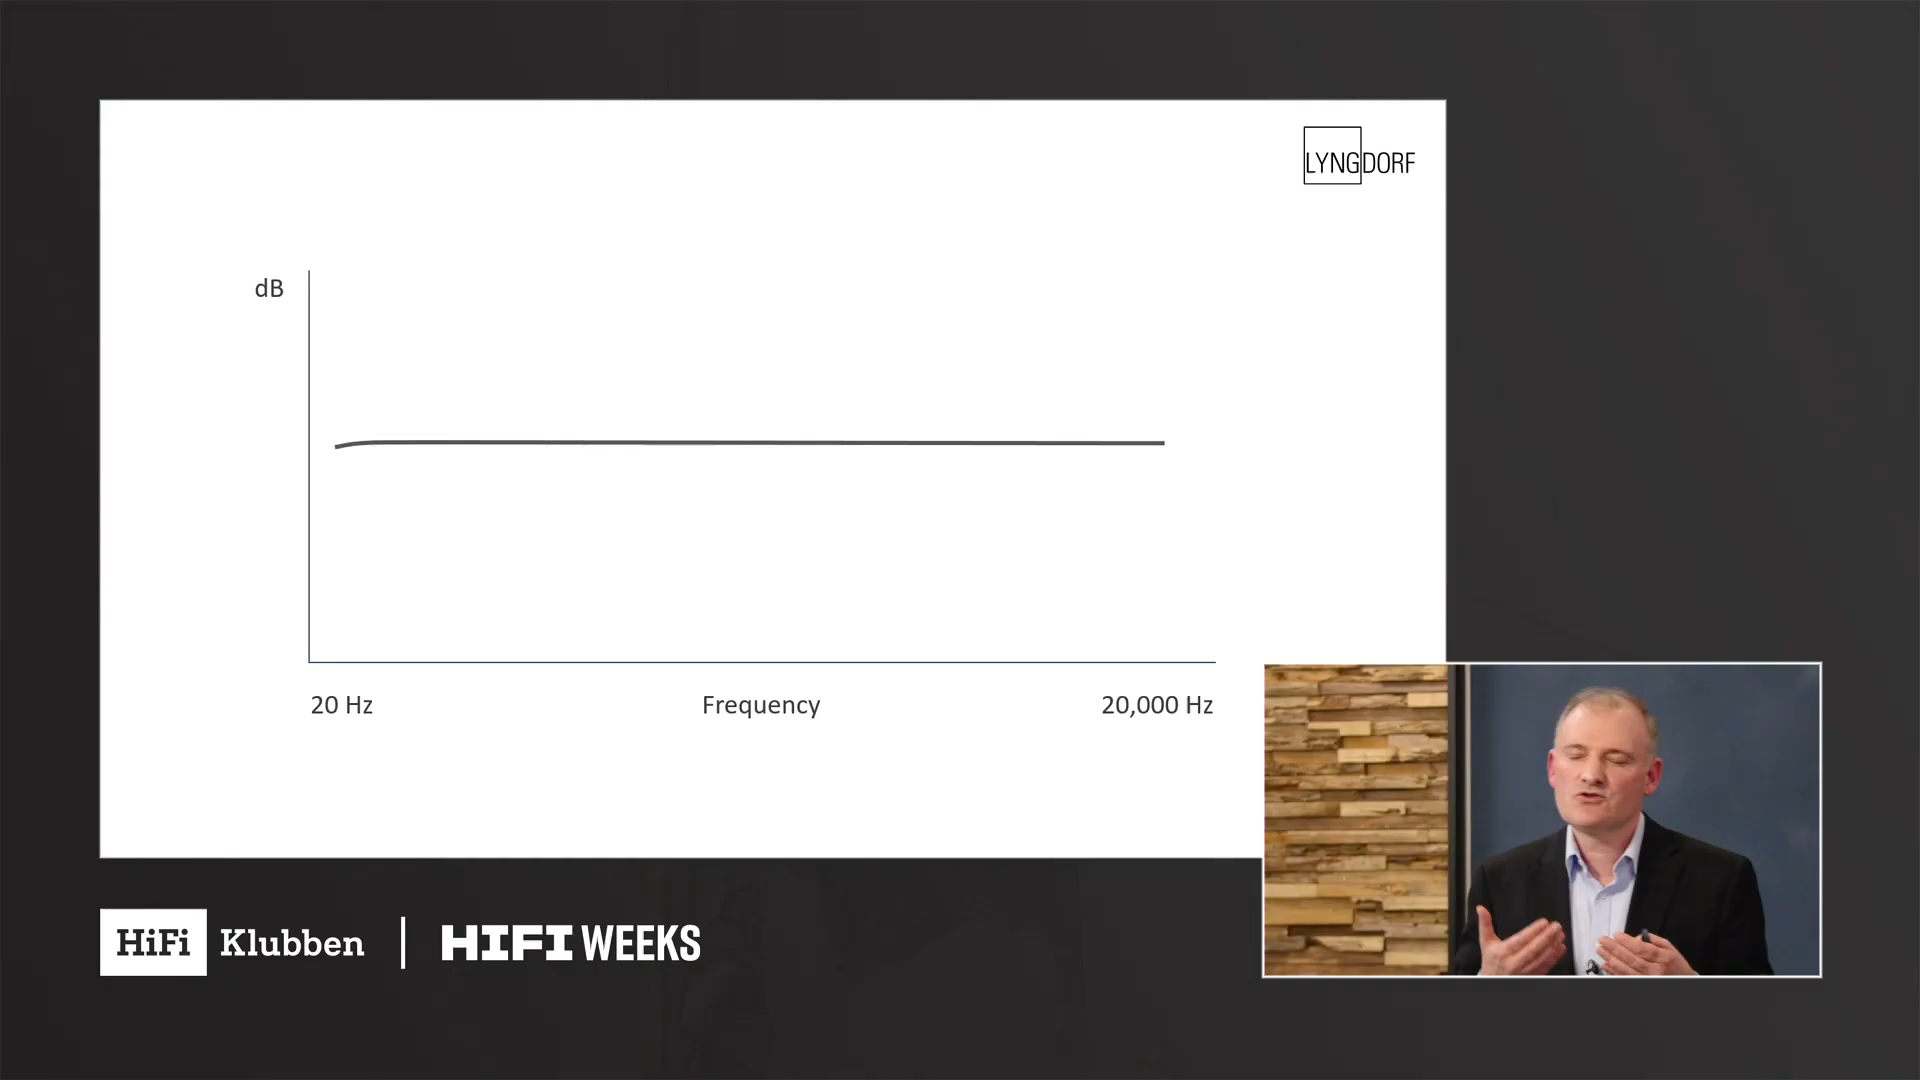 LYNGDORF
dB
20 Hz Frequency 20,000 Hz
HiFi Klubben | HIFI WEEKS